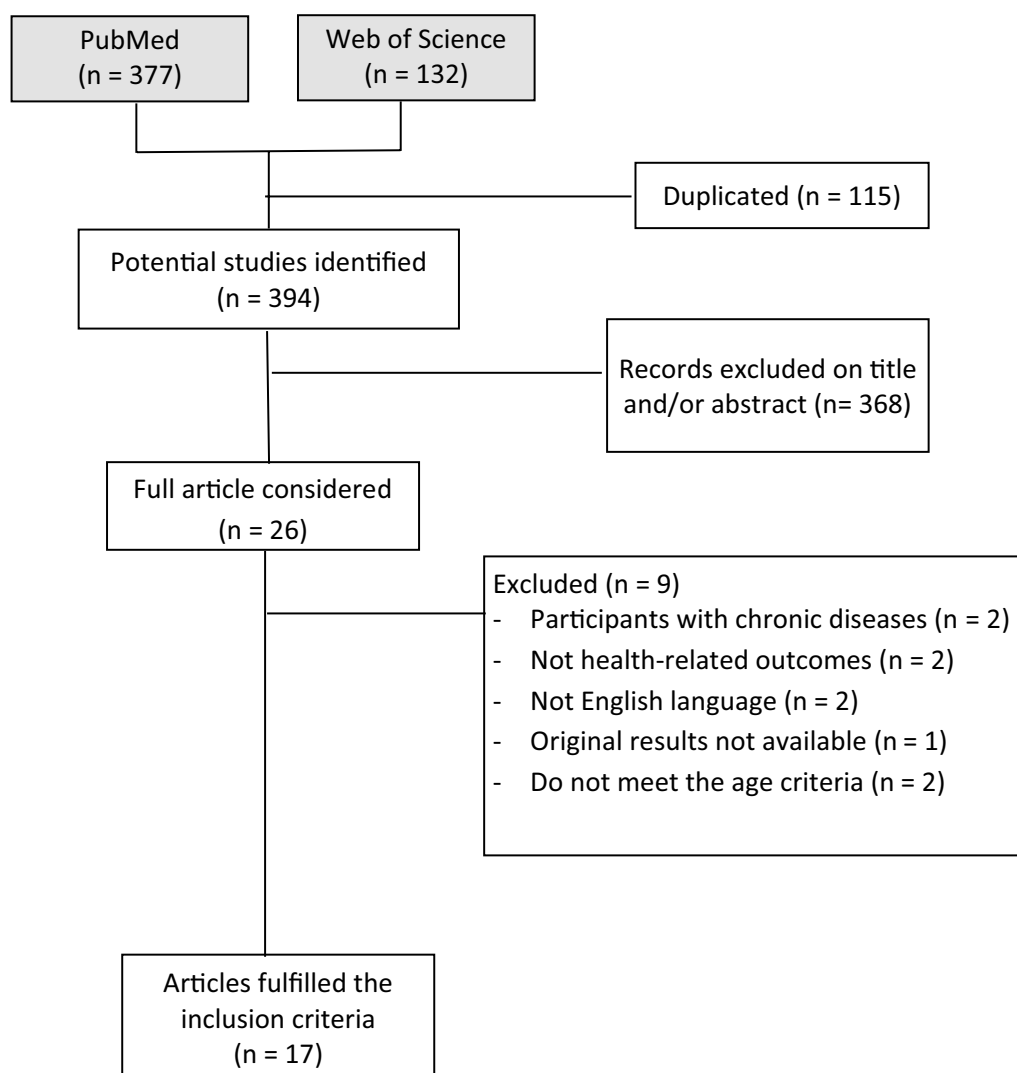 PubMed
(n = 377)
Web of Science
(n = 132)
Duplicated (n = 115)
Potential studies identified
(n = 394)
Records excluded on title
and/or abstract (n= 368)
Full article considered
(n = 26)
Excluded (n = 9)
- Participants with chronic diseases (n = 2)
- Not health-related outcomes (n = 2)
- Not English language (n = 2)
- Original results not available (n = 1)
- Do not meet the age criteria (n = 2)
Articles fulfilled the
inclusion criteria
(n = 17)